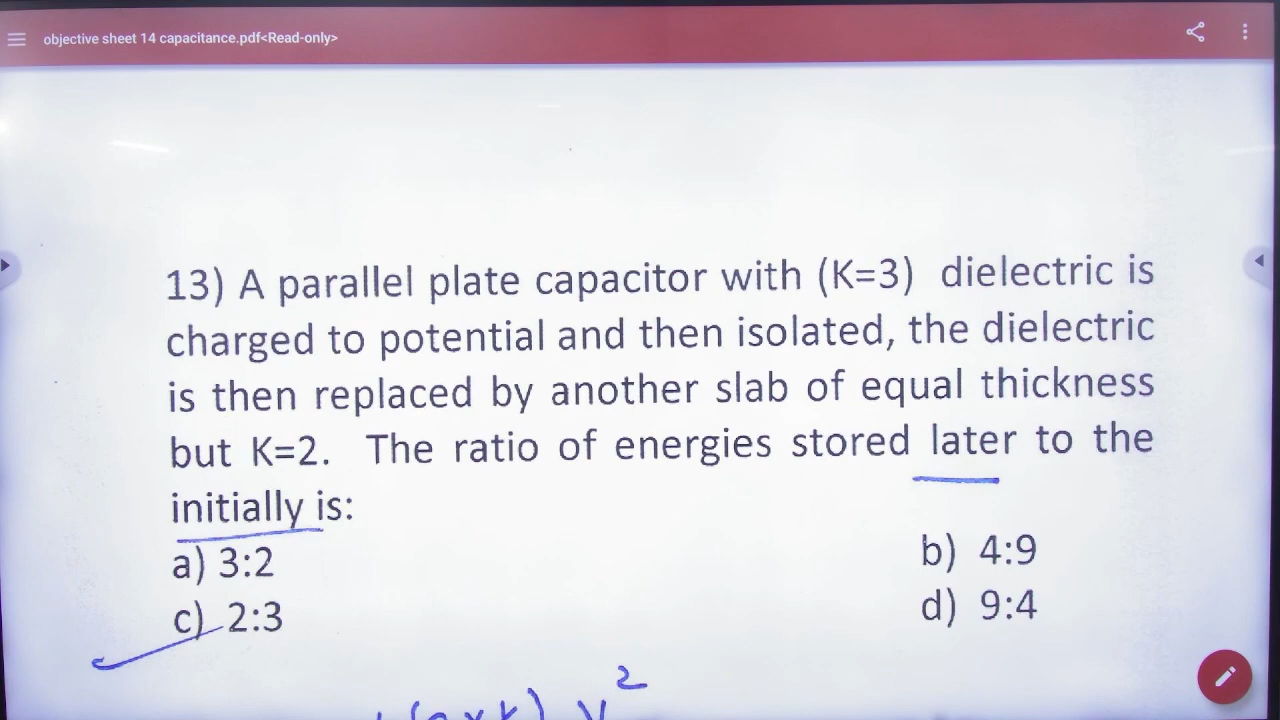 objective sheet 14 capacitance.pdf<Read-only>
13) A parallel plate capacitor with (K=3) dielectric is
charged to potential and then isolated, the dielectric
is then replaced by another slab of equal thickness
but K=2. The ratio of energies stored later to the
initially is:
a) 3:2
b) 4:9
c) 2:3
d) 9:4
2